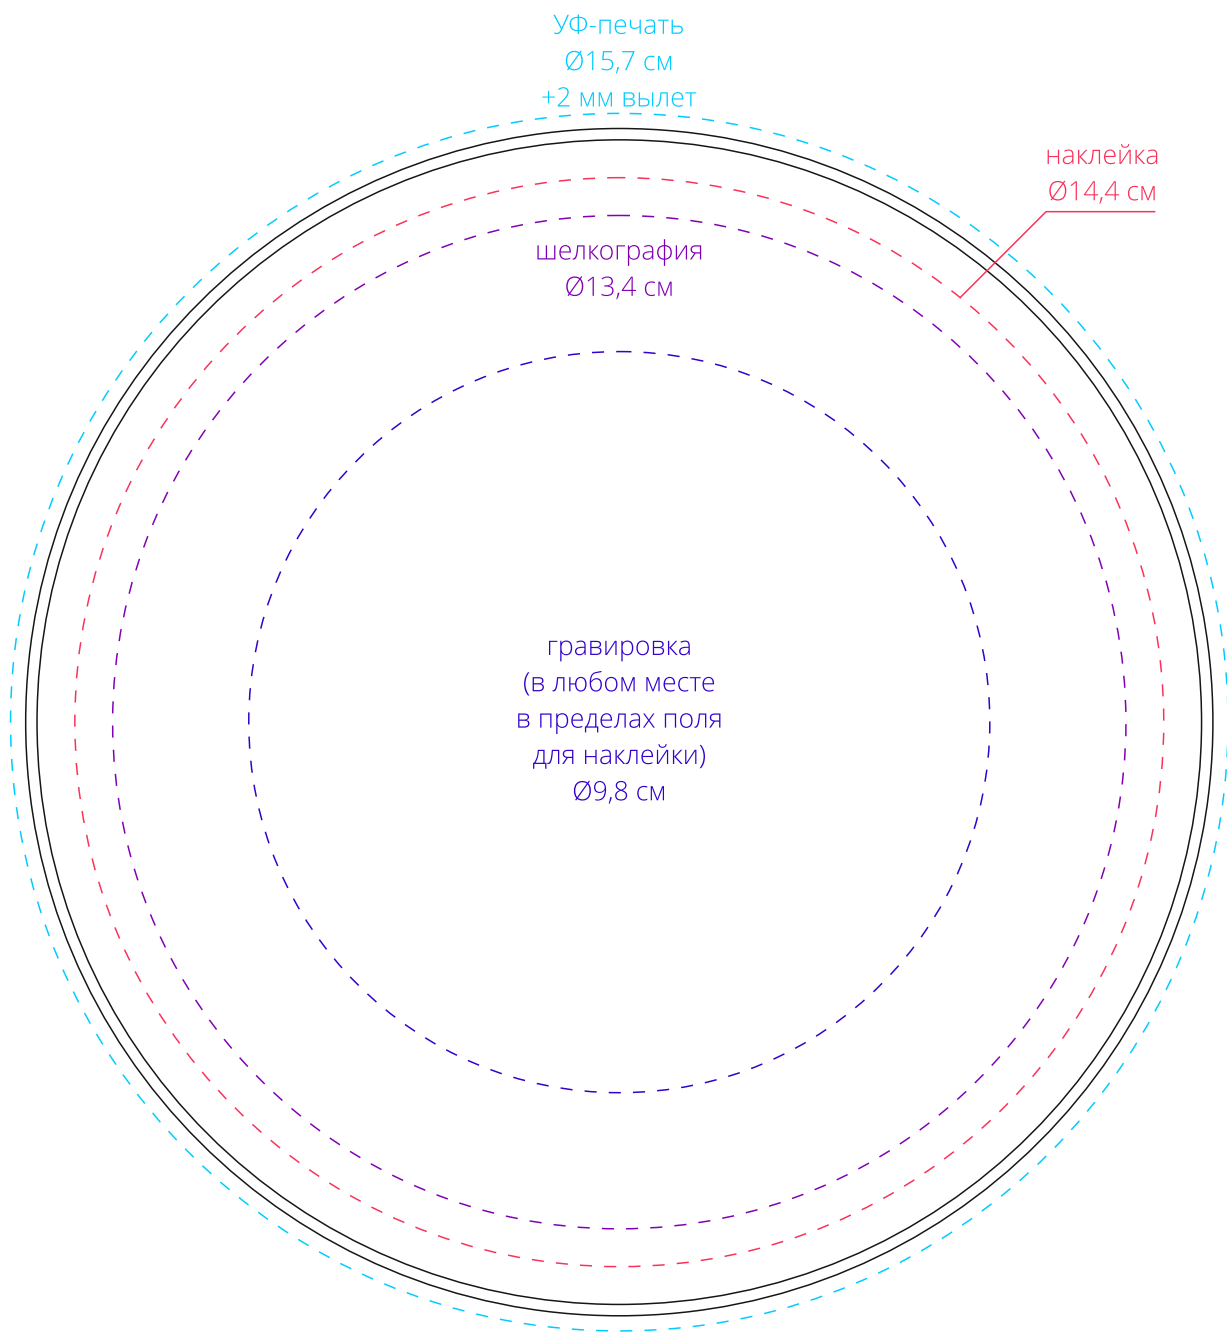 УФ-печать
Ø15,7 см
+2 мм вылет
наклейка
Ø14,4 см
шелкография
Ø13,4 см
гравировка
(в любом месте
в пределах поля
для наклейки)
Ø9,8 см